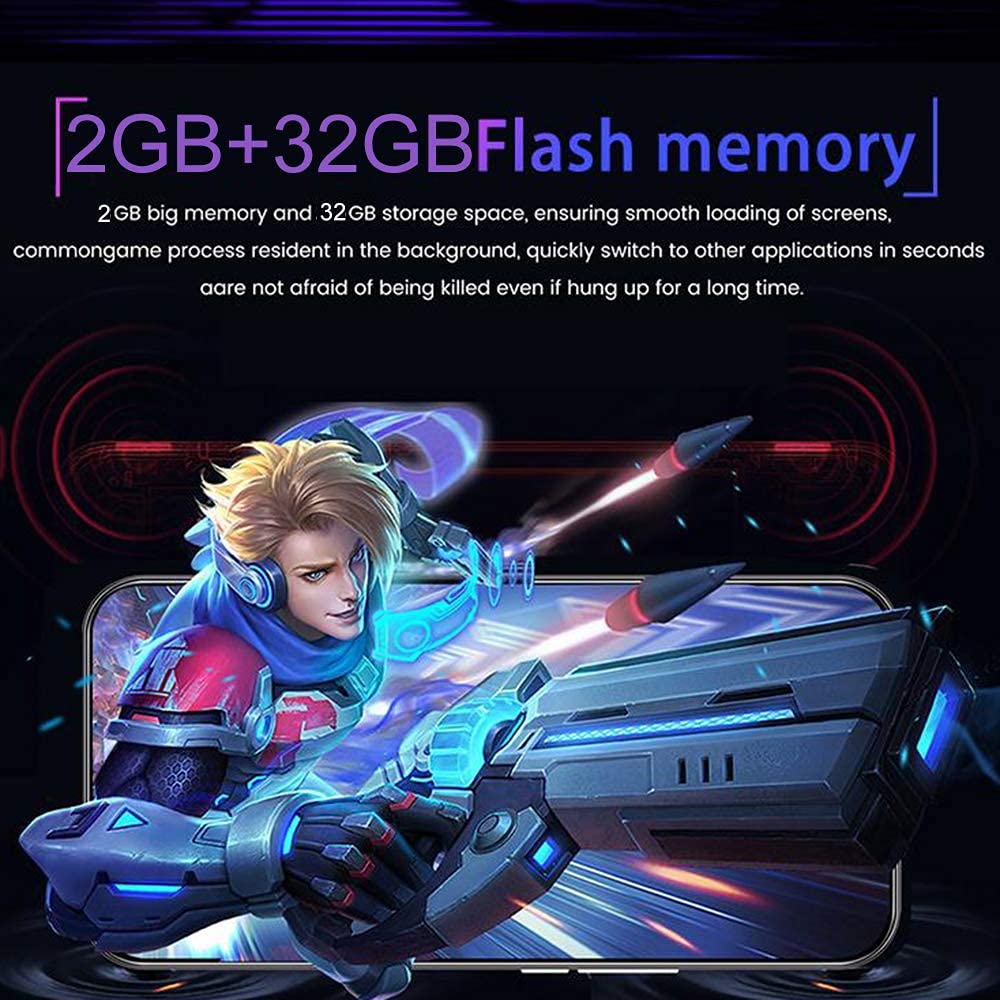 2GB+32GBFlash memory
2GB big memory and 32GB storage space, ensuring smooth loading of screens,
commongame process resident in the background, quickly switch to other applications in seconds
aare not afraid of being killed even if hung up for a long time.